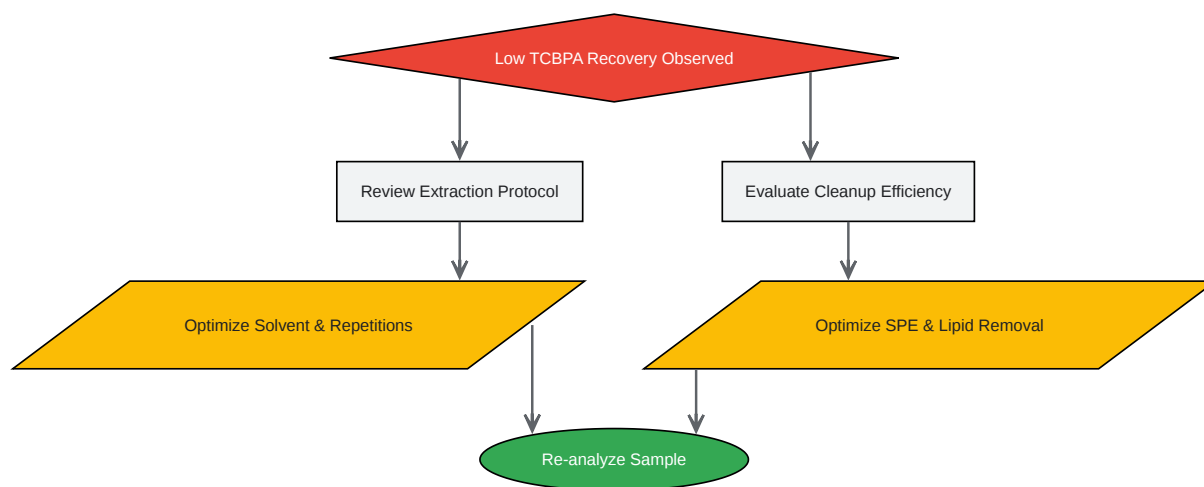 Low TCBPA Recovery Observed
Review Extraction Protocol
Evaluate Cleanup Efficiency
Optimize Solvent & Repetitions
Optimize SPE & Lipid Removal
Re-analyze Sample